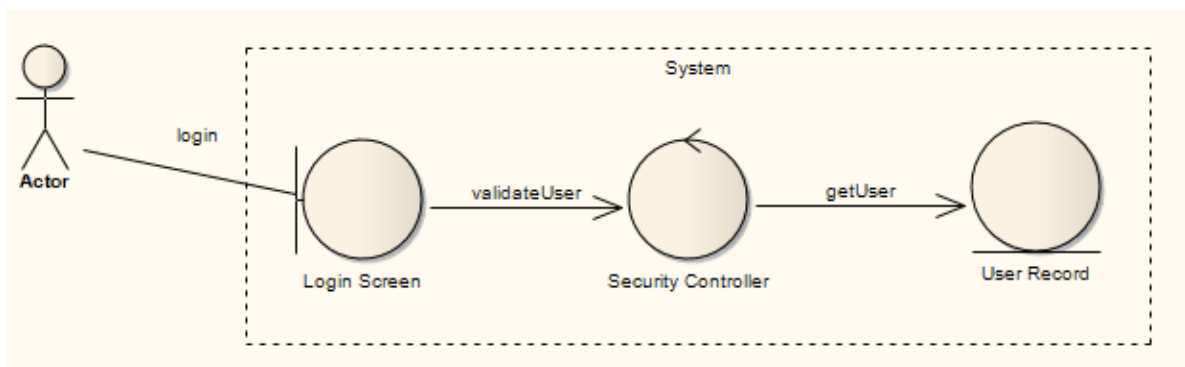 System
login
Actor
validateUser
getUser
Login Screen
Security Controller
User Record